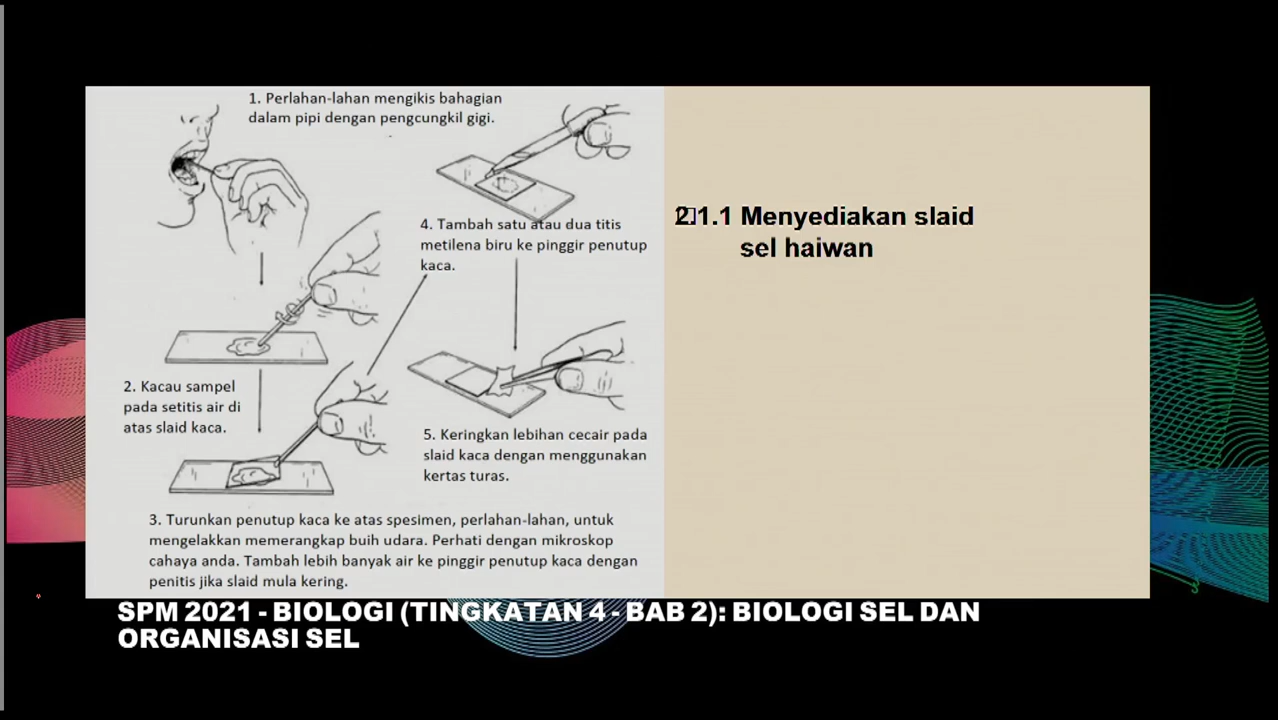 1. Perlahan-lahan mengikis bahagian
dalam pipi dengan pengcungkil gigi.
2. Kacau sampel
pada setitis air di
atas slaid kaca.
3. Turunkan penutup kaca ke atas spesimen, perlahan-lahan, untuk
mengelakkan memerangkap buih udara. Perhati dengan mikroskop
cahaya anda. Tambah lebih banyak air ke pinggir penutup kaca dengan
penitis jika slaid mula kering.
4. Tambah satu atau dua titis
metilena biru ke pinggir penutup
kaca.
5. Keringkan lebihan cecair pada
slaid kaca dengan menggunakan
kertas turas.
2.1.1 Menyediakan slaid
sel haiwan
SPM 2021 - BIOLOGI (TINGKATAN 4 - BAB 2): BIOLOGI SEL DAN
ORGANISASI SEL